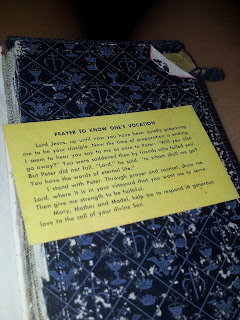 PRAYER TO KNOW ONE'S VOCATION
Lord Jesus, up until now you have been quietly preparing
me to be your disciple. Now the time of preparation is ending.
I seem to hear you say to me as once to Peter: "Will you also
go away?" You were saddened then by friends who failed you.
But Peter did not fail. "Lord," he said, "to whom shall we go?
You have the words of eternal life."
I stand with Peter. Through prayer and counsel, show me,
Lord, where it is in your vineyard that you want me to serve.
Then give me strength to be faithful.
Mary, Mother and Model, help me to respond in generous
love to the call of your divine Son.